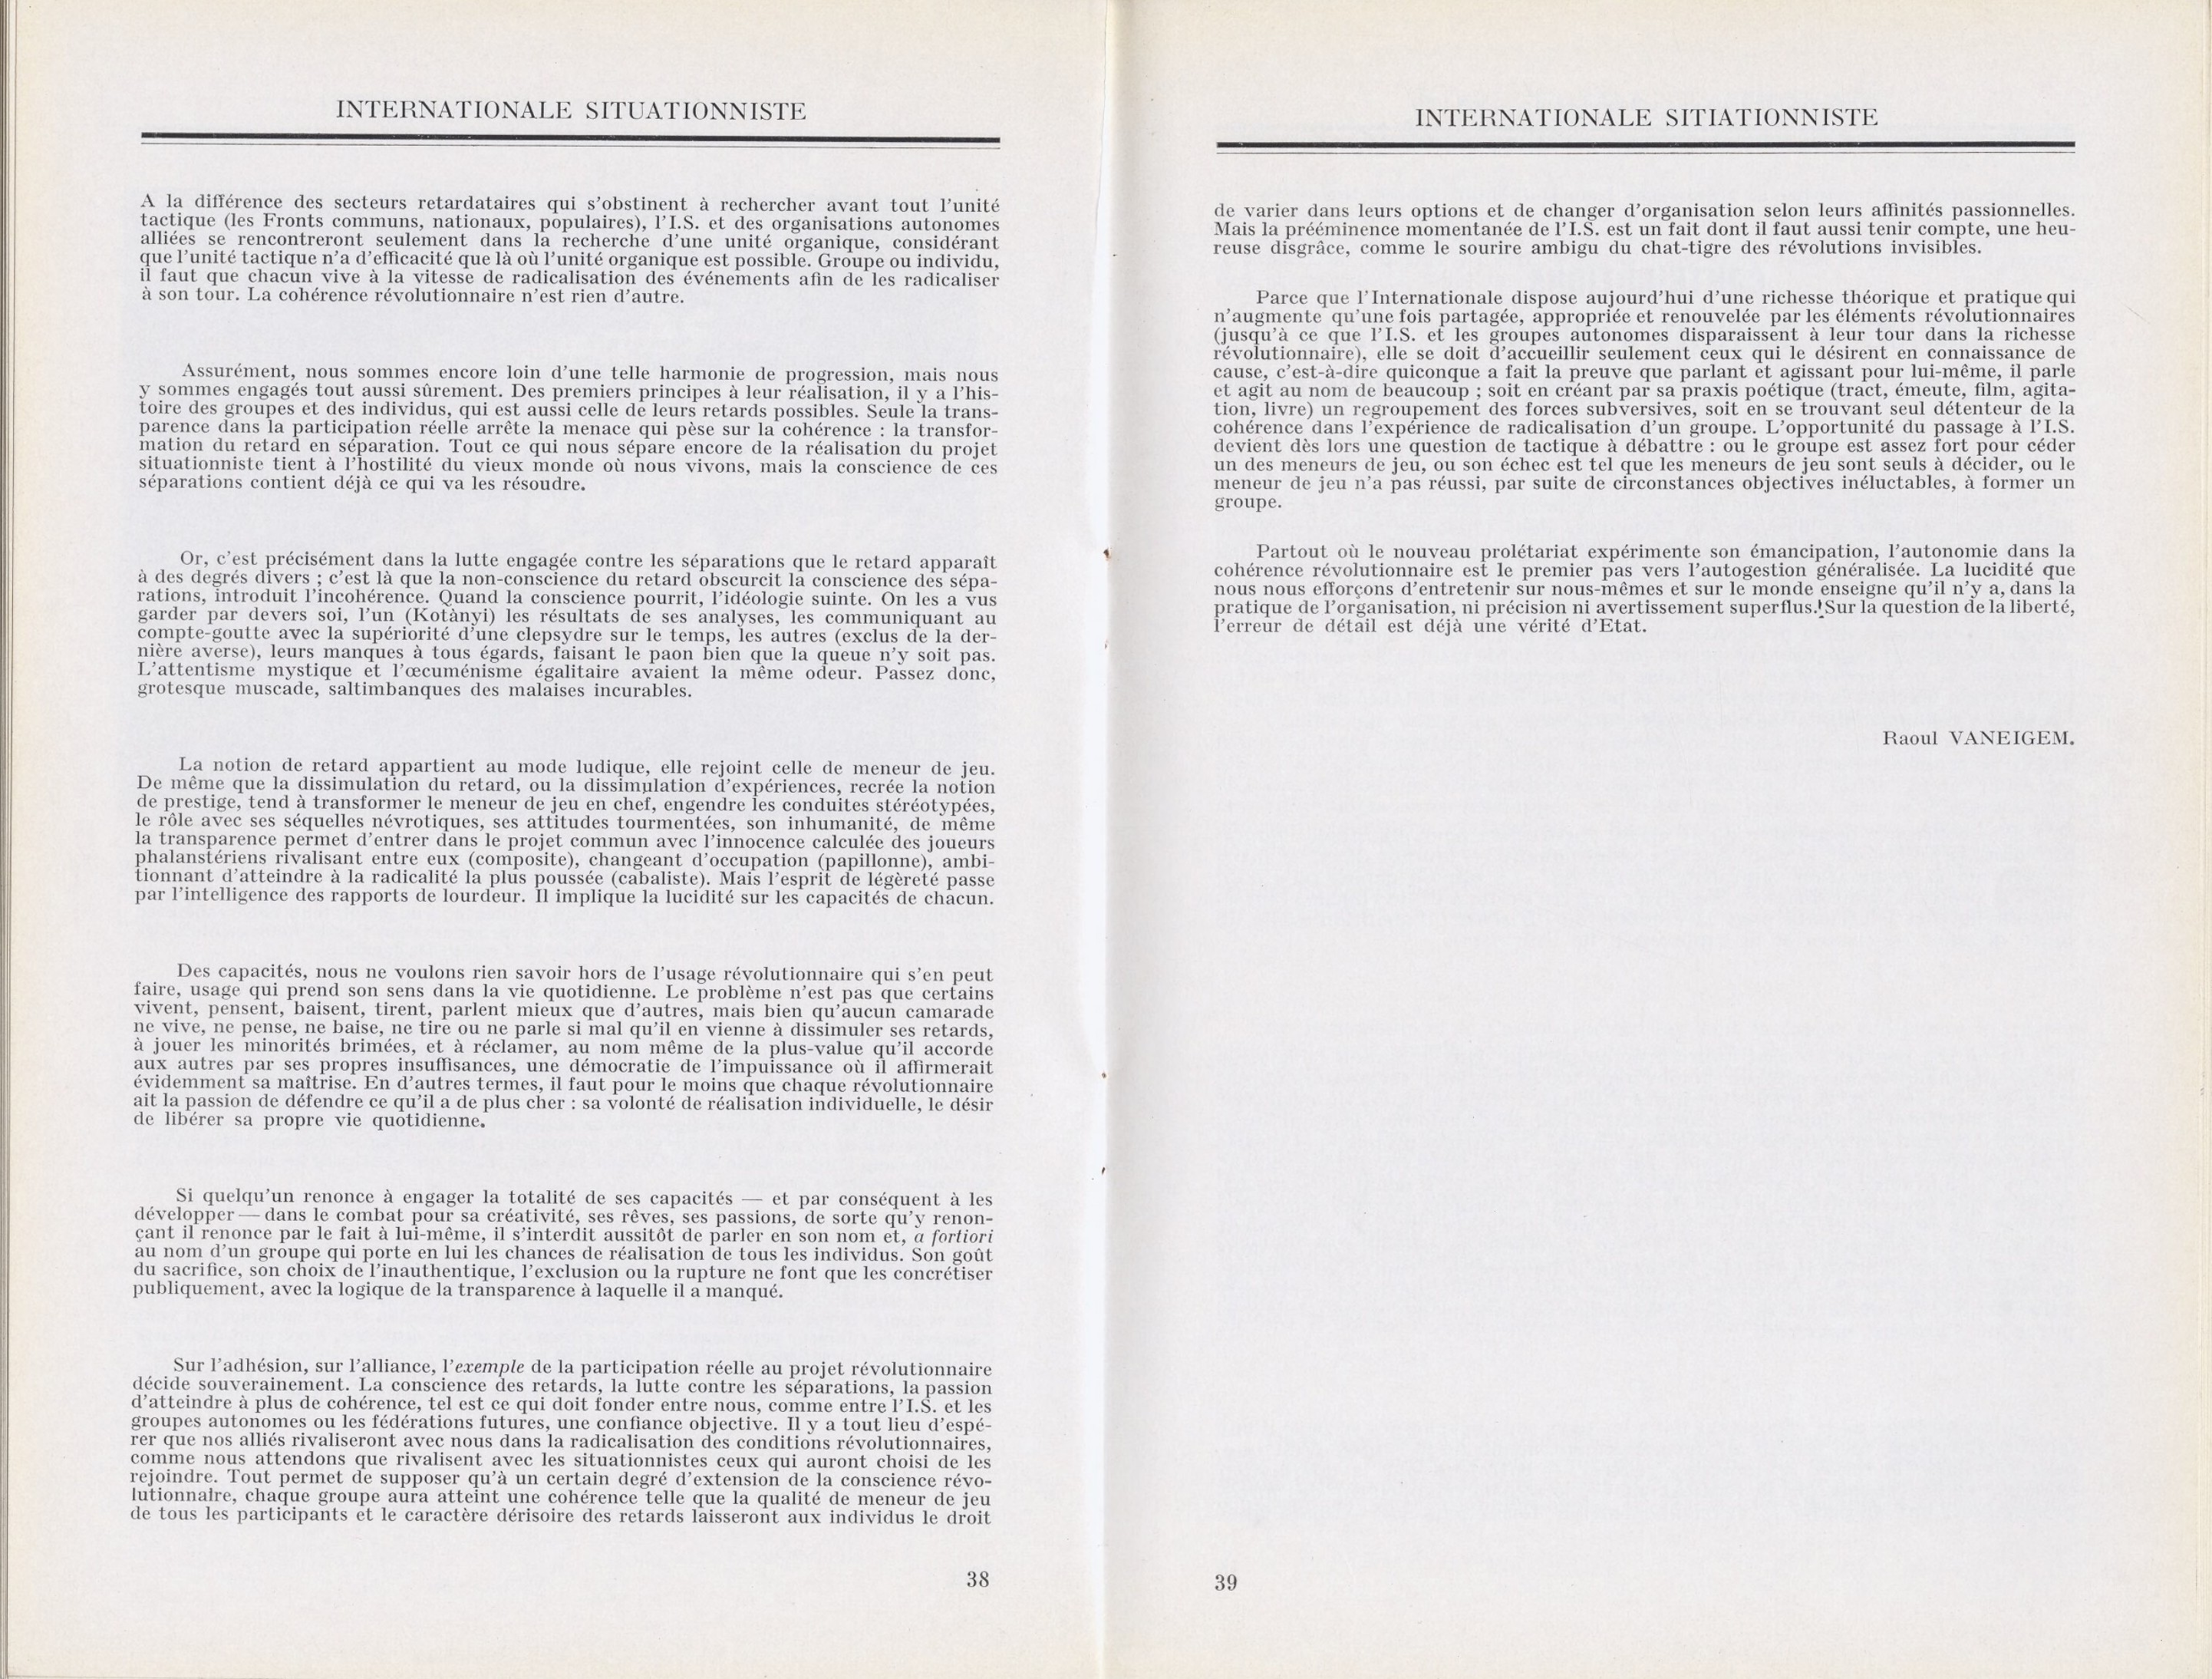 INTERNATIONALE SITUATIONNISTE
A la différence des secteurs retardataires qui s'obstinent à rechercher avant tout l'unité
tactique (les Fronts communs, nationaux, populaires), l'I.S. et des organisations autonomes
alliées se rencontreront seulement dans la recherche d'une unité organique, considérant
que l'unité tactique n'a d'efficacité que là où l'unité organique est possible. Groupe ou individu,
il faut que chacun vive à la vitesse de radicalisation des événements afin de les radicaliser
à son tour. La cohérence révolutionnaire n'est rien d'autre.
Assurément, nous sommes encore loin d'une telle harmonie de progression, mais nous
y sommes engagés tout aussi sûrement. Des premiers principes à leur réalisation, il y a l'his-
toire des groupes et des individus, qui est aussi celle de leurs retards possibles. Seule la trans-
parence dans la participation réelle arrête la menace qui pèse sur la cohérence : la transfor-
mation du retard en séparation. Tout ce qui nous sépare encore de la réalisation du projet
situationniste tient à l'hostilité du vieux monde où nous vivons, mais la conscience de ces
séparations contient déjà ce qui va les résoudre.
Or, c'est précisément dans la lutte engagée contre les séparations que le retard apparaît
à des degrés divers ; c'est là que la non-conscience du retard obscurcit la conscience des sépa-
rations, introduit l'incohérence. Quand la conscience pourrit, l'idéologie suinte. On les a vus
garder par devers soi, l'un (Kotànyi) les résultats de ses analyses, les communiquant au
compte-goutte avec la supériorité d'une clepsydre sur le temps, les autres (exclus de la der-
nière averse), leurs manques à tous égards, faisant le paon bien que la queue n'y soit pas.
L'attentisme mystique et l'œcuménisme égalitaire avaient la même odeur. Passez donc,
grotesque muscade, saltimbanques des malaises incurables.
La notion de retard appartient au mode ludique, elle rejoint celle de meneur de jeu.
De même que la dissimulation du retard, ou la dissimulation d'expériences, recrée la notion
de prestige, tend à transformer le meneur de jeu en chef, engendre les conduites stéréotypées,
le rôle avec ses séquelles névrotiques, ses attitudes tourmentées, son inhumanité, de même
la transparence permet d'entrer dans le projet commun avec l'innocence calculée des joueurs
phalanstériens rivalisant entre eux (composite), changeant d'occupation (papillonne), ambi-
tionnant d'atteindre à la radicalité la plus poussée (cabaliste). Mais l'esprit de légèreté passe
par l'intelligence des rapports de lourdeur. Il implique la lucidité sur les capacités de chacun.
Des capacités, nous ne voulons rien savoir hors de l'usage révolutionnaire qui s'en peut
faire, usage qui prend son sens dans la vie quotidienne. Le problème n'est pas que certains
vivent, pensent, baisent, tirent, parlent mieux que d'autres, mais bien qu'aucun camarade
ne vive, ne pense, ne baise, ne tire ou ne parle si mal qu'il en vienne à dissimuler ses retards,
à jouer les minorités brimées, et à réclamer, au nom même de la plus-value qu'il accorde
aux autres par ses propres insuffisances, une démocratie de l'impuissance où il affirmerait
évidemment sa maîtrise. En d'autres termes, il faut pour le moins que chaque révolutionnaire
ait la passion de défendre ce qu'il a de plus cher : sa volonté de réalisation individuelle, le désir
de libérer sa propre vie quotidienne.
Si quelqu'un renonce à engager la totalité de ses capacités — et par conséquent à les
développer — dans le combat pour sa créativité, ses rêves, ses passions, de sorte qu'y renon-
çant il renonce par le fait à lui-même, il s'interdit aussitôt de parler en son nom et, a fortiori
au nom d'un groupe qui porte en lui les chances de réalisation de tous les individus. Son goût
du sacrifice, son choix de l'inauthentique, l'exclusion ou la rupture ne font que les concrétiser
publiquement, avec la logique de la transparence à laquelle il a manqué.
Sur l'adhésion, sur l'alliance, l'exemple de la participation réelle au projet révolutionnaire
décide souverainement. La conscience des retards, la lutte contre les séparations, la passion
d'atteindre à plus de cohérence, tel est ce qui doit fonder entre nous, comme entre l'I.S. et les
groupes autonomes ou les fédérations futures, une confiance objective. Il y a tout lieu d'espé-
rer que nos alliés rivaliseront avec nous dans la radicalisation des conditions révolutionnaires,
comme nous attendons que rivalisent avec les situationnistes ceux qui auront choisi de les
rejoindre. Tout permet de supposer qu'à un certain degré d'extension de la conscience révo-
lutionnaire, chaque groupe aura atteint une cohérence telle que la qualité de meneur de jeu
de tous les participants et le caractère dérisoire des retards laisseront aux individus le droit
38
INTERNATIONALE SITIATIONNISTE
de varier dans leurs options et de changer d'organisation selon leurs affinités passionnelles.
Mais la prééminence momentanée de l'I.S. est un fait dont il faut aussi tenir compte, une heu-
reuse disgrâce, comme le sourire ambigu du chat-tigre des révolutions invisibles.
Parce que l'Internationale dispose aujourd'hui d'une richesse théorique et pratique qui
n'augmente qu'une fois partagée, appropriée et renouvelée par les éléments révolutionnaires
(jusqu'à ce que l'I.S. et les groupes autonomes disparaissent à leur tour dans la richesse
révolutionnaire), elle se doit d'accueillir seulement ceux qui le désirent en connaissance de
cause, c'est-à-dire quiconque a fait la preuve que parlant et agissant pour lui-même, il parle
et agit au nom de beaucoup ; soit en créant par sa praxis poétique (tract, émeute, film, agita-
tion, livre) un regroupement des forces subversives, soit en se trouvant seul détenteur de la
cohérence dans l'expérience de radicalisation d'un groupe. L'opportunité du passage à l'I.S.
devient dès lors une question de tactique à débattre : ou le groupe est assez fort pour céder
un des meneurs de jeu, ou son échec est tel que les meneurs de jeu sont seuls à décider, ou le
meneur de jeu n'a pas réussi, par suite de circonstances objectives inéluctables, à former un
groupe.
Partout où le nouveau prolétariat expérimente son émancipation, l'autonomie dans la
cohérence révolutionnaire est le premier pas vers l'autogestion généralisée. La lucidité que
nous nous efforçons d'entretenir sur nous-mêmes et sur le monde enseigne qu'il n'y a, dans la
pratique de l'organisation, ni précision ni avertissement superflus. Sur la question de la liberté,
l'erreur de détail est déjà une vérité d'Etat.
Raoul VANEIGEM.
39